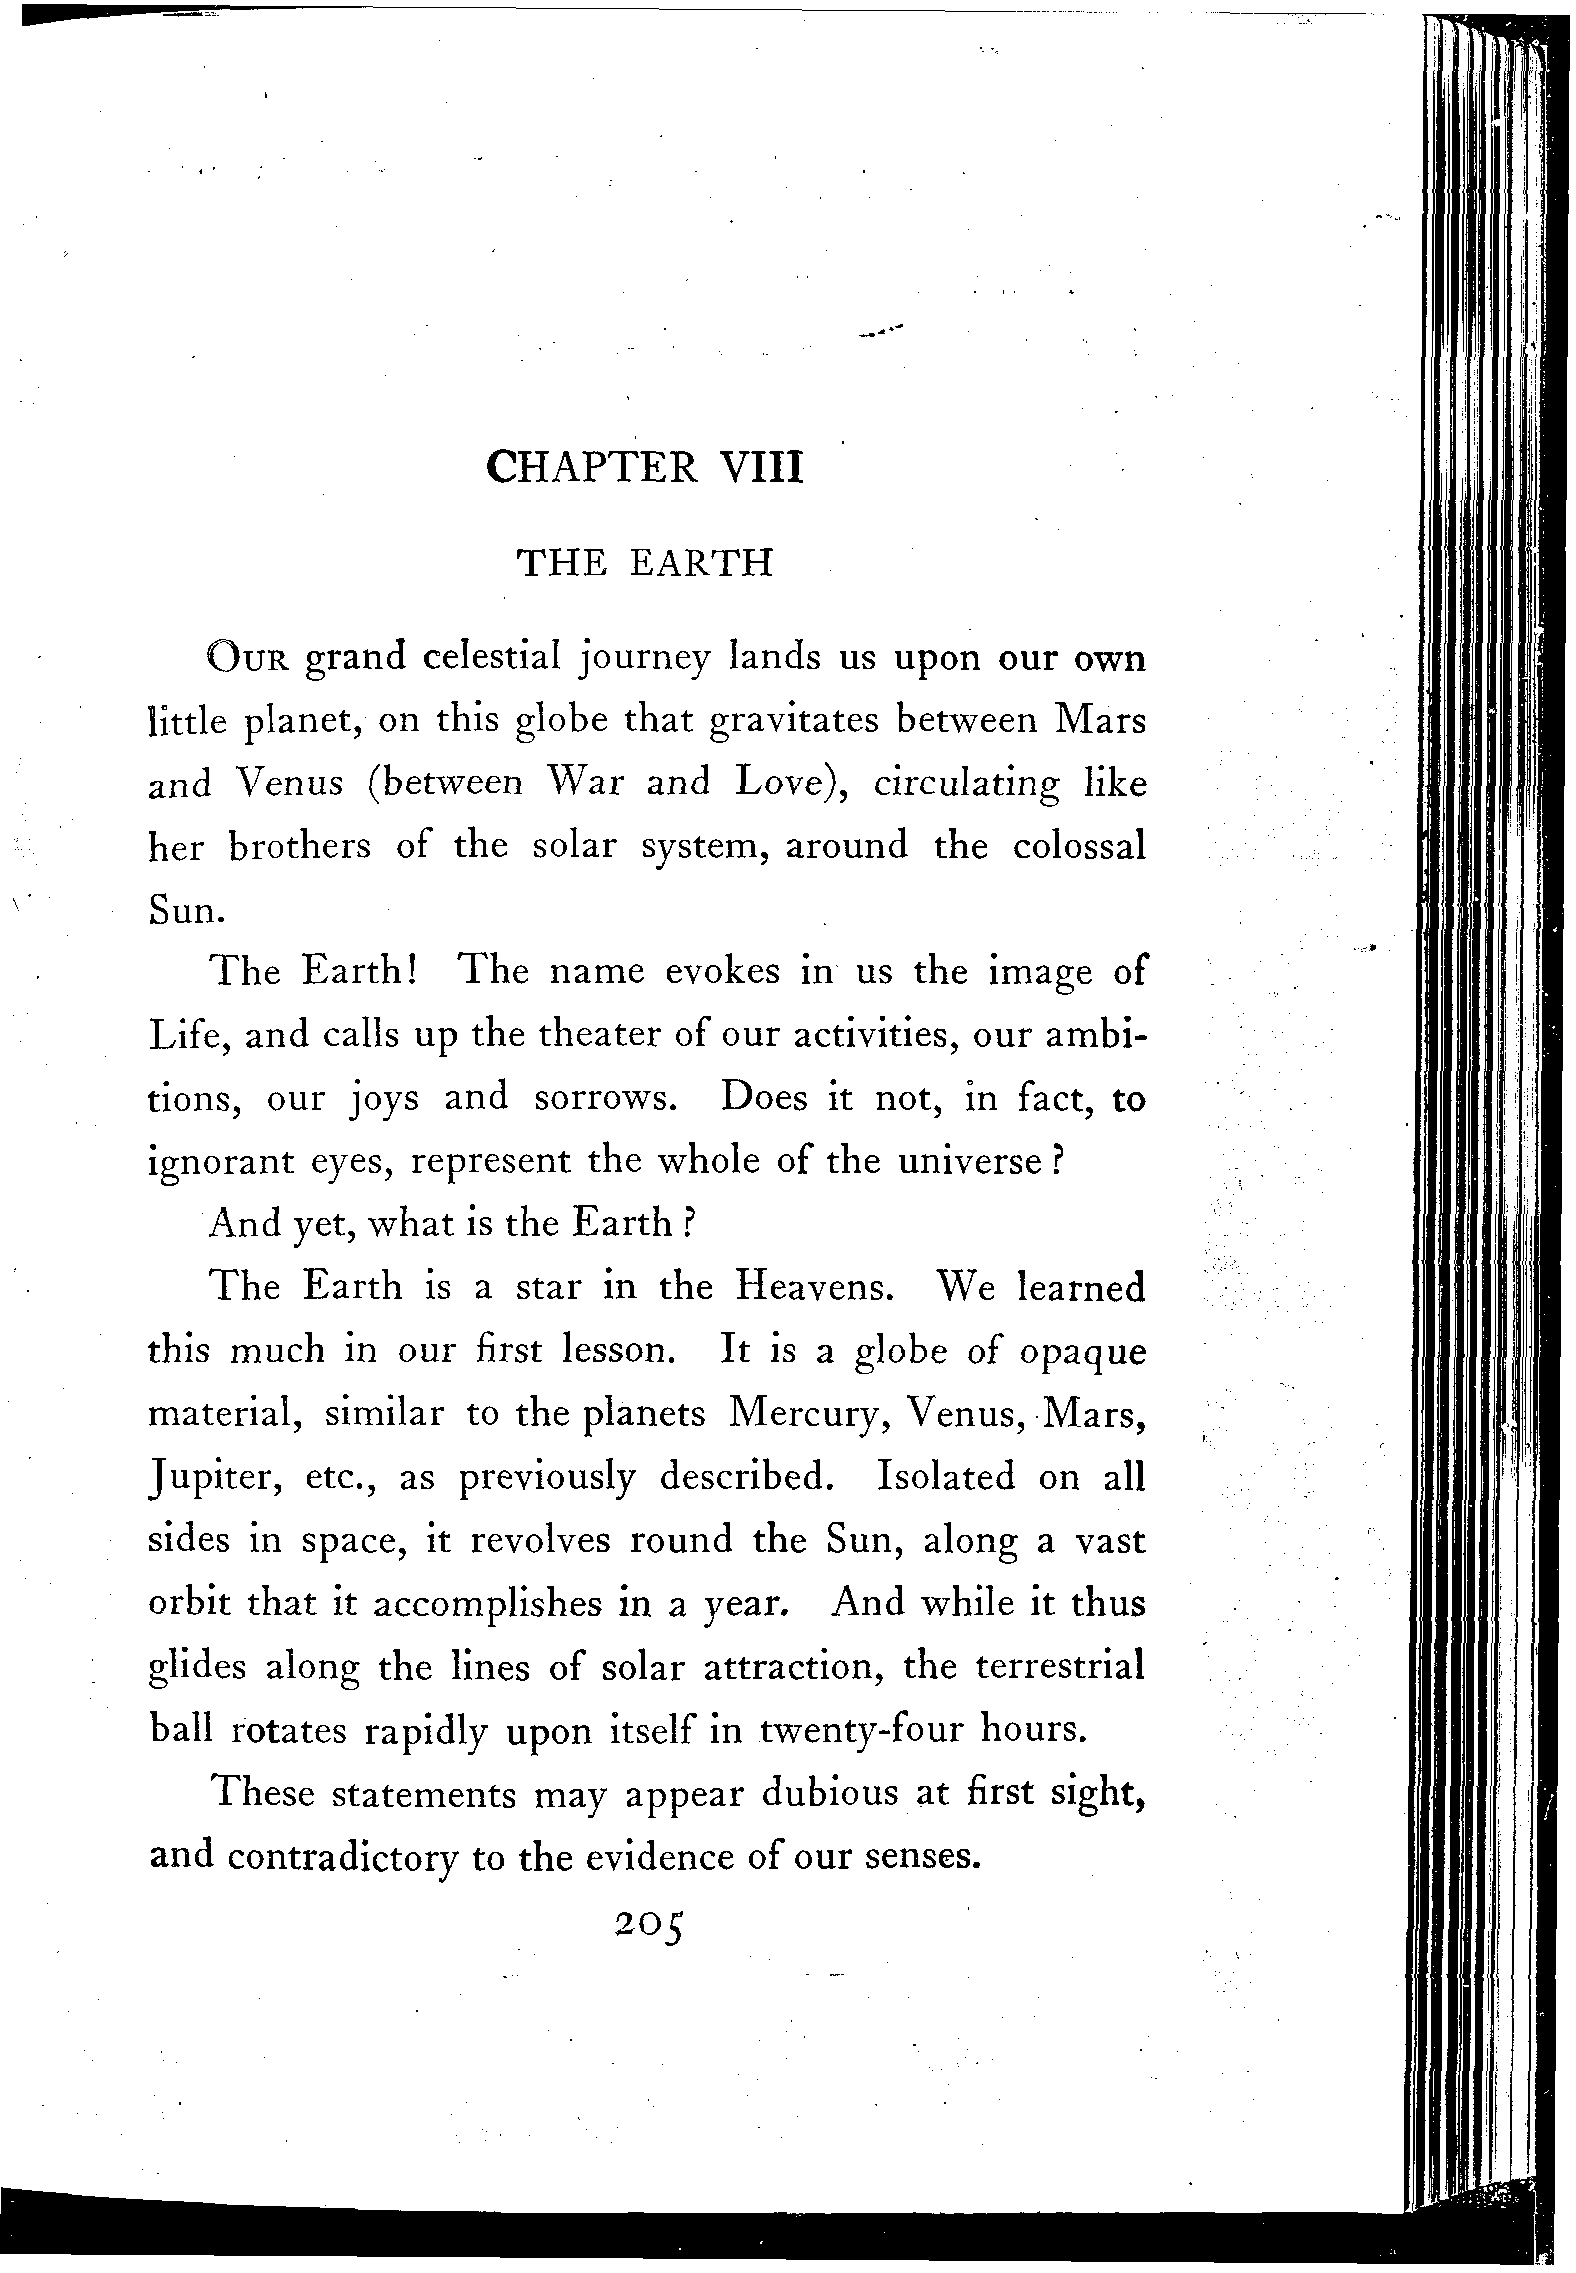 CHAPTER VIII
THE EARTH
OUR grand celestial journey lands us upon our own
little planet, on this globe that gravitates between Mars
and Venus (between War and Love), circulating like
her brothers of the solar system, around the colossal
Sun.
The Earth! The name evokes in us the image of
Life, and calls up the theater of our activities, our ambi-
tions, our joys and sorrows. Does it not, in fact, to
ignorant eyes, represent the whole of the universe?
And yet, what is the Earth?
The Earth is a star in the Heavens. We learned
this much in our first lesson. It is a globe of opaque
material, similar to the planets Mercury, Venus, Mars,
Jupiter, etc., as previously described. Isolated on all
sides in space, it revolves round the Sun, along a vast
orbit that it accomplishes in a year. And while it thus
glides along the lines of solar attraction, the terrestrial
ball rotates rapidly upon itself in twenty-four hours.
These statements may appear dubious at first sight,
and contradictory to the evidence of our senses.
205